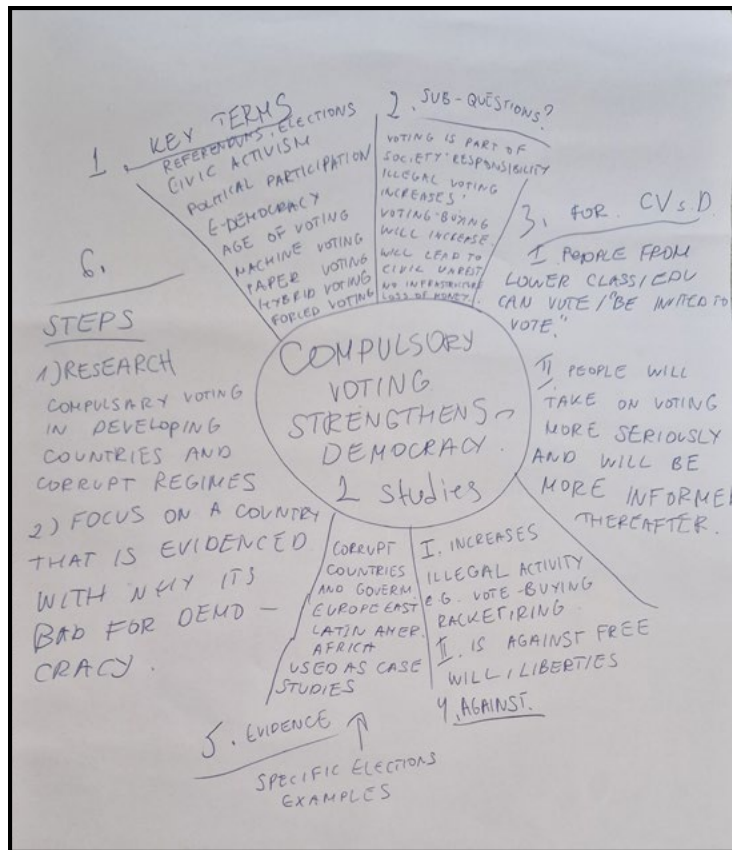 1. KEY TERMS
REFERENDUMS, ELECTIONS
CIVIC ACTIVISM
POLITICAL PARTICIPATION
E-DEMOCRACY
AGE OF VOTING
MACHINE VOTING
PAPER VOTING
HYBRID VOTING
FORCED VOTING
2. SUB-QUESTIONS?
VOTING IS PART OF
SOCIETY RESPONSIBILITY
ILLEGAL VOTING
INCREASES
VOTING-BUYING
WILL INCREASE.
WILL LEAD TO
CIVIL UNREST
NO INFRASTRUCTURE
LOSS OF MONEY.
3. FOR CV s D.
I PEOPLE FROM
LOWER CLASS/EDU
CAN VOTE / "BE INVITED TO
VOTE."
II PEOPLE WILL
TAKE ON VOTING
MORE SERIOUSLY
AND WILL BE
MORE INFORMED
THEREAFTER.
COMPULSORY
VOTING
STRENGTHENS
DEMOCRACY.
2 studies
I. INCREASES
ILLEGAL ACTIVITY
e.G. VOTE-BUYING
RACKETIRING
II. IS AGAINST FREE
WILL / LIBERTIES
4. AGAINST.
CORRUPT
COUNTRIES
AND GOVERM.
EUROPE EAST
LATIN AMER.
AFRICA
USED AS CASE
STUDIES
5. EVIDENCE
SPECIFIC ELECTIONS
EXAMPLES
6.
STEPS
1) RESEARCH
COMPULSARY VOTING
IN DEVELOPING
COUNTRIES AND
CORRUPT REGIMES
2) FOCUS ON A COUNTRY
THAT IS EVIDENCED
WITH WHY ITS
BAD FOR DEMO-
CRACY.